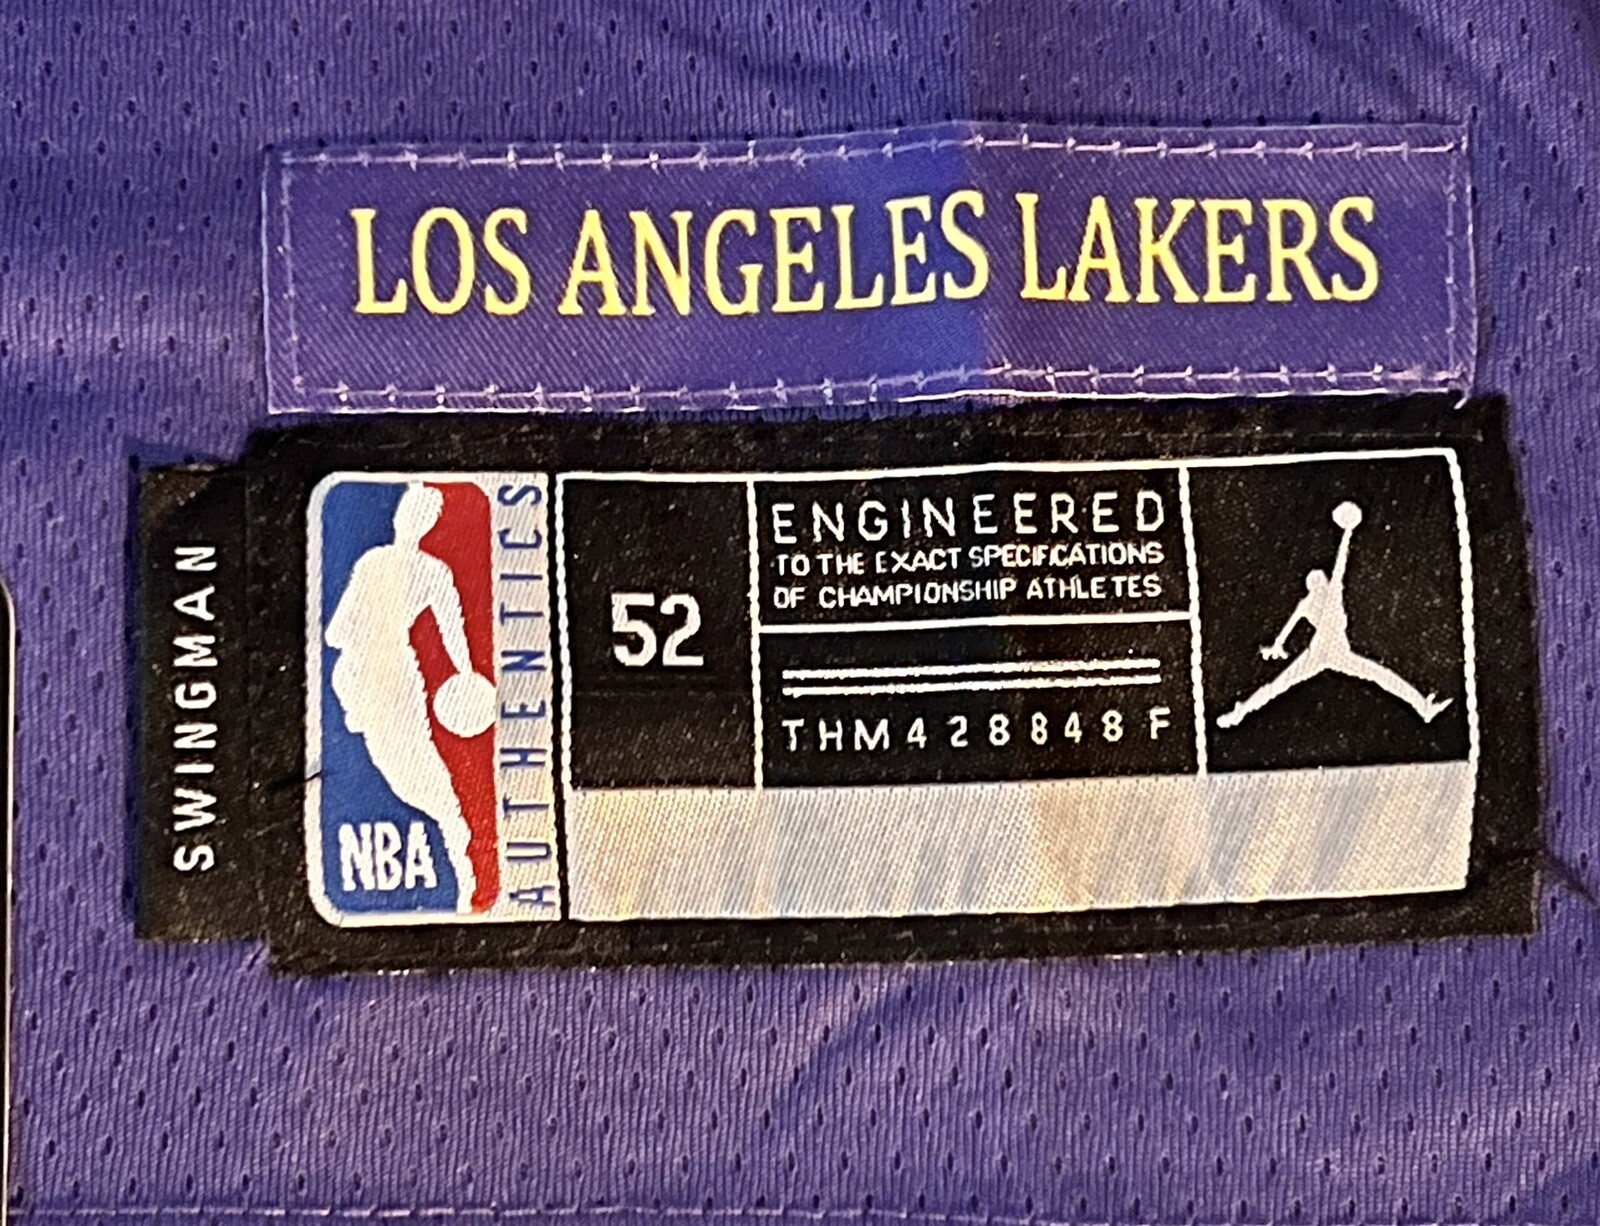 LOS ANGELES LAKERS
SWINGMAN
NBA
AUTHENTICS
52
ENGINEERED
TO THE EXACT SPECIFICATIONS
OF CHAMPIONSHIP ATHLETES
THM428848F